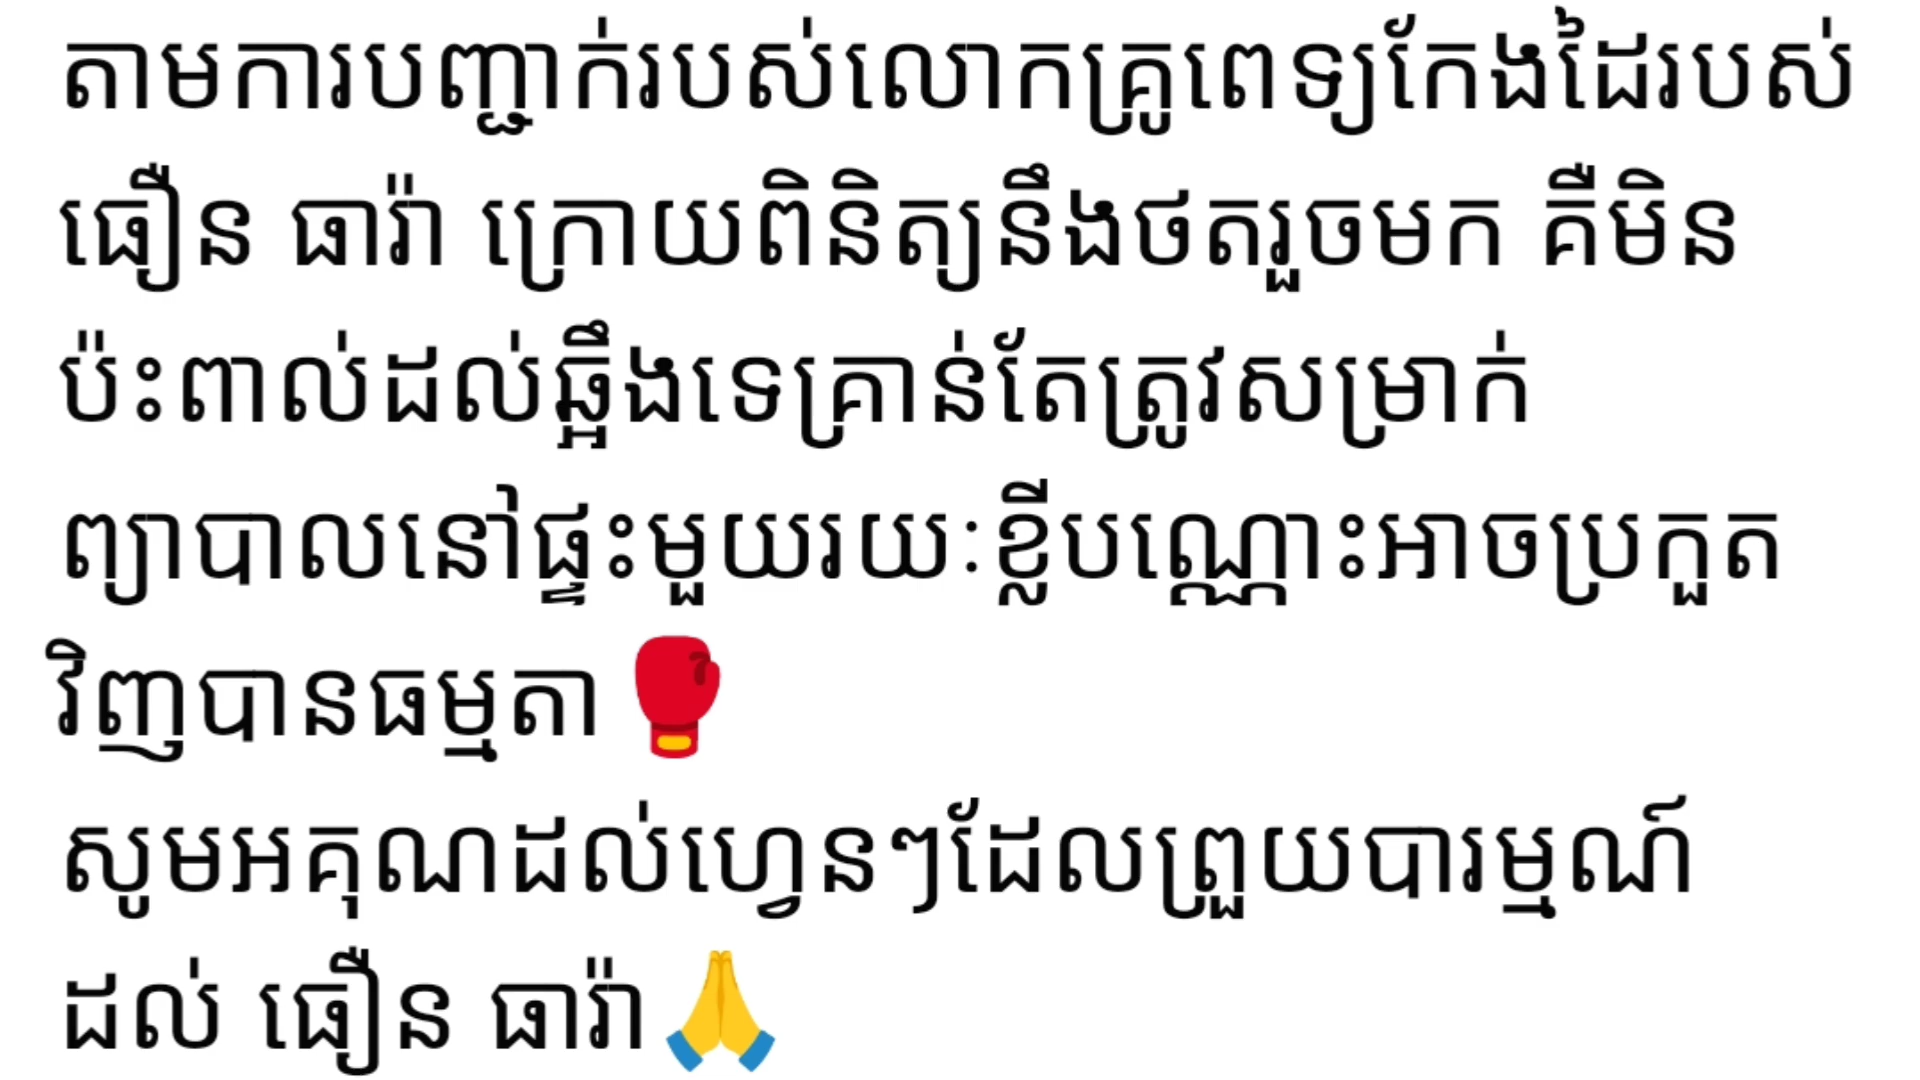 តាមការបញ្ជាក់របស់លោកគ្រូពេទ្យកែងដៃរបស់
ធឿន ធារ៉ា ក្រោយពិនិត្យនឹងថតរួចមក គឺមិន
ប៉ះពាល់ដល់ឆ្អឹងទេគ្រាន់តែត្រូវសម្រាក់
ព្យាបាលនៅផ្ទះមួយរយៈខ្លីបណ្ណោះអាចប្រកួត
វិញបានធម្មតា🥊
សូមអគុណដល់ហ្វេនៗដែលព្រួយបារម្មណ៍
ដល់ ធឿន ធារ៉ា🙏